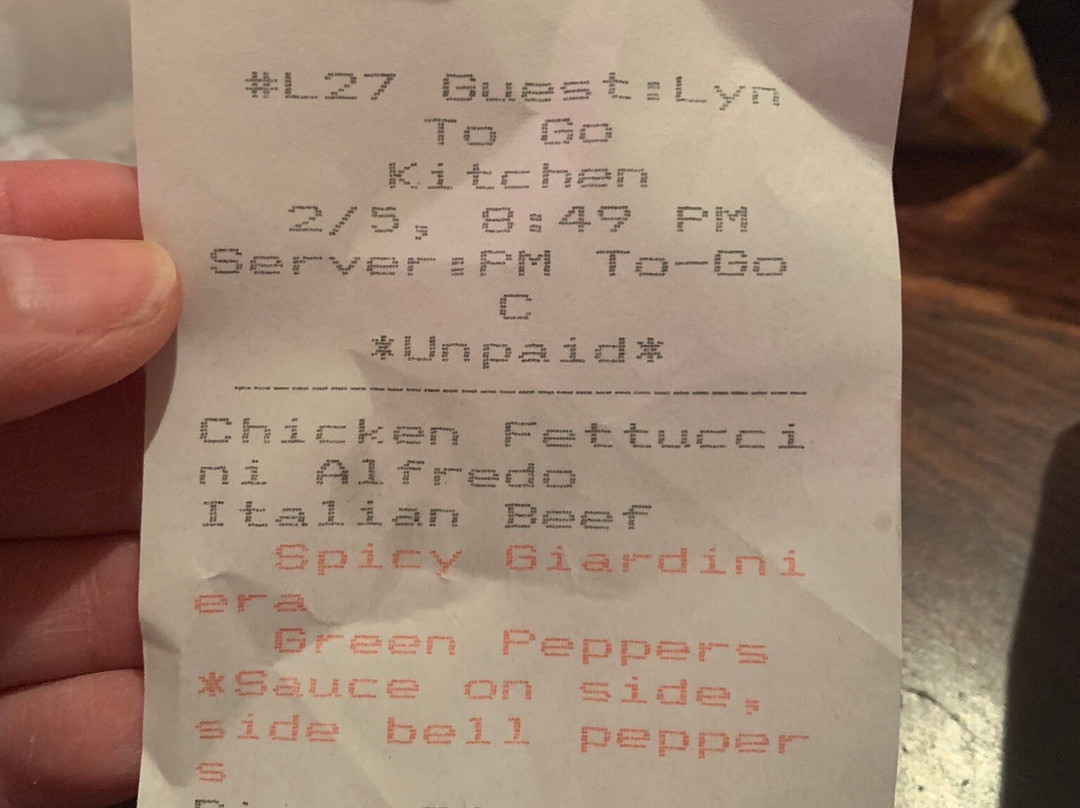 #L27 Guest:Lyn
To Go
Kitchen
2/5, 8:49 PM
Server:PM To-Go
C
*Unpaid*
Chicken Fettucci
ni Alfredo
Italian Beef
Spicy Giardini
era
Green Peppers
*Sauce on side,
side bell pepper
s